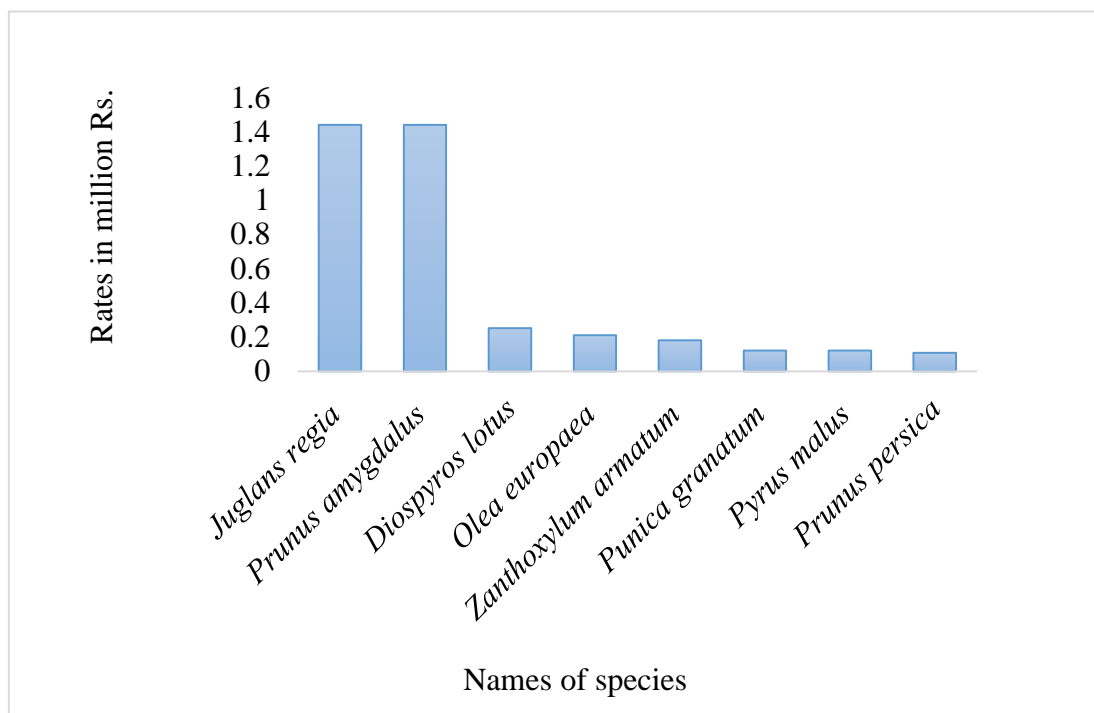 Rates in million Rs.
1.6
1.4
1.2
1
0.8
0.6
0.4
0.2
0
Juglans regia
Prunus amygdalus
Diospyros lotus
Olea europaea
Zanthoxylum armatum
Punica granatum
Pyrus malus
Prunus persica
Names of species